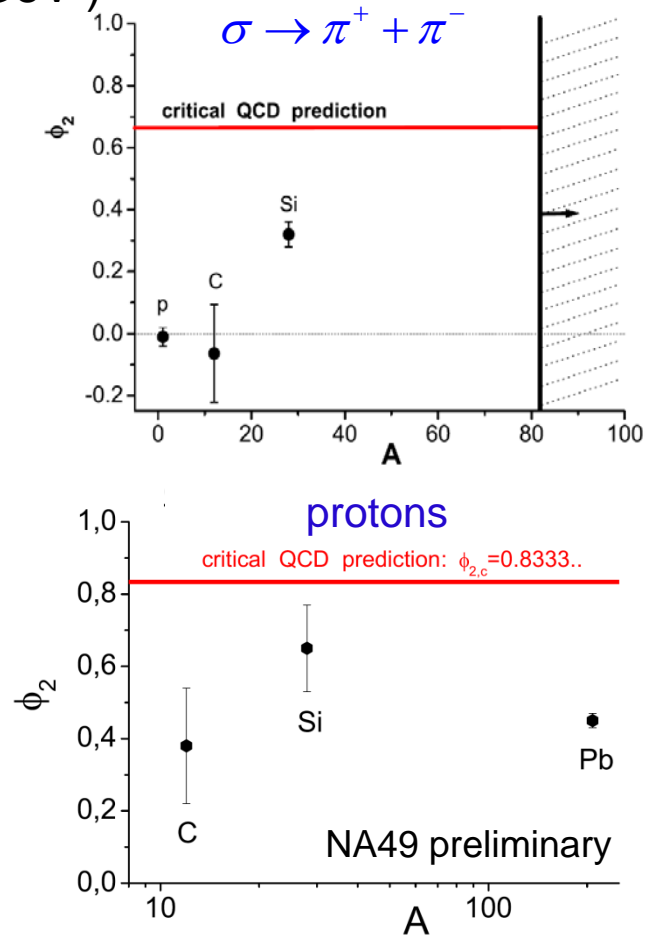 σ → π⁺ + π⁻
1.0
0.8
critical QCD prediction
ϕ₂
0.6
Si
0.4
C
0.2
p
0.0
-0.2
0 20 40 60 80 100
A
protons
1,0
critical QCD prediction: ϕ₂,c=0.8333..
0,8
0,6
ϕ₂
Si
0,4
Pb
C
0,2
NA49 preliminary
0,0
10 100
A